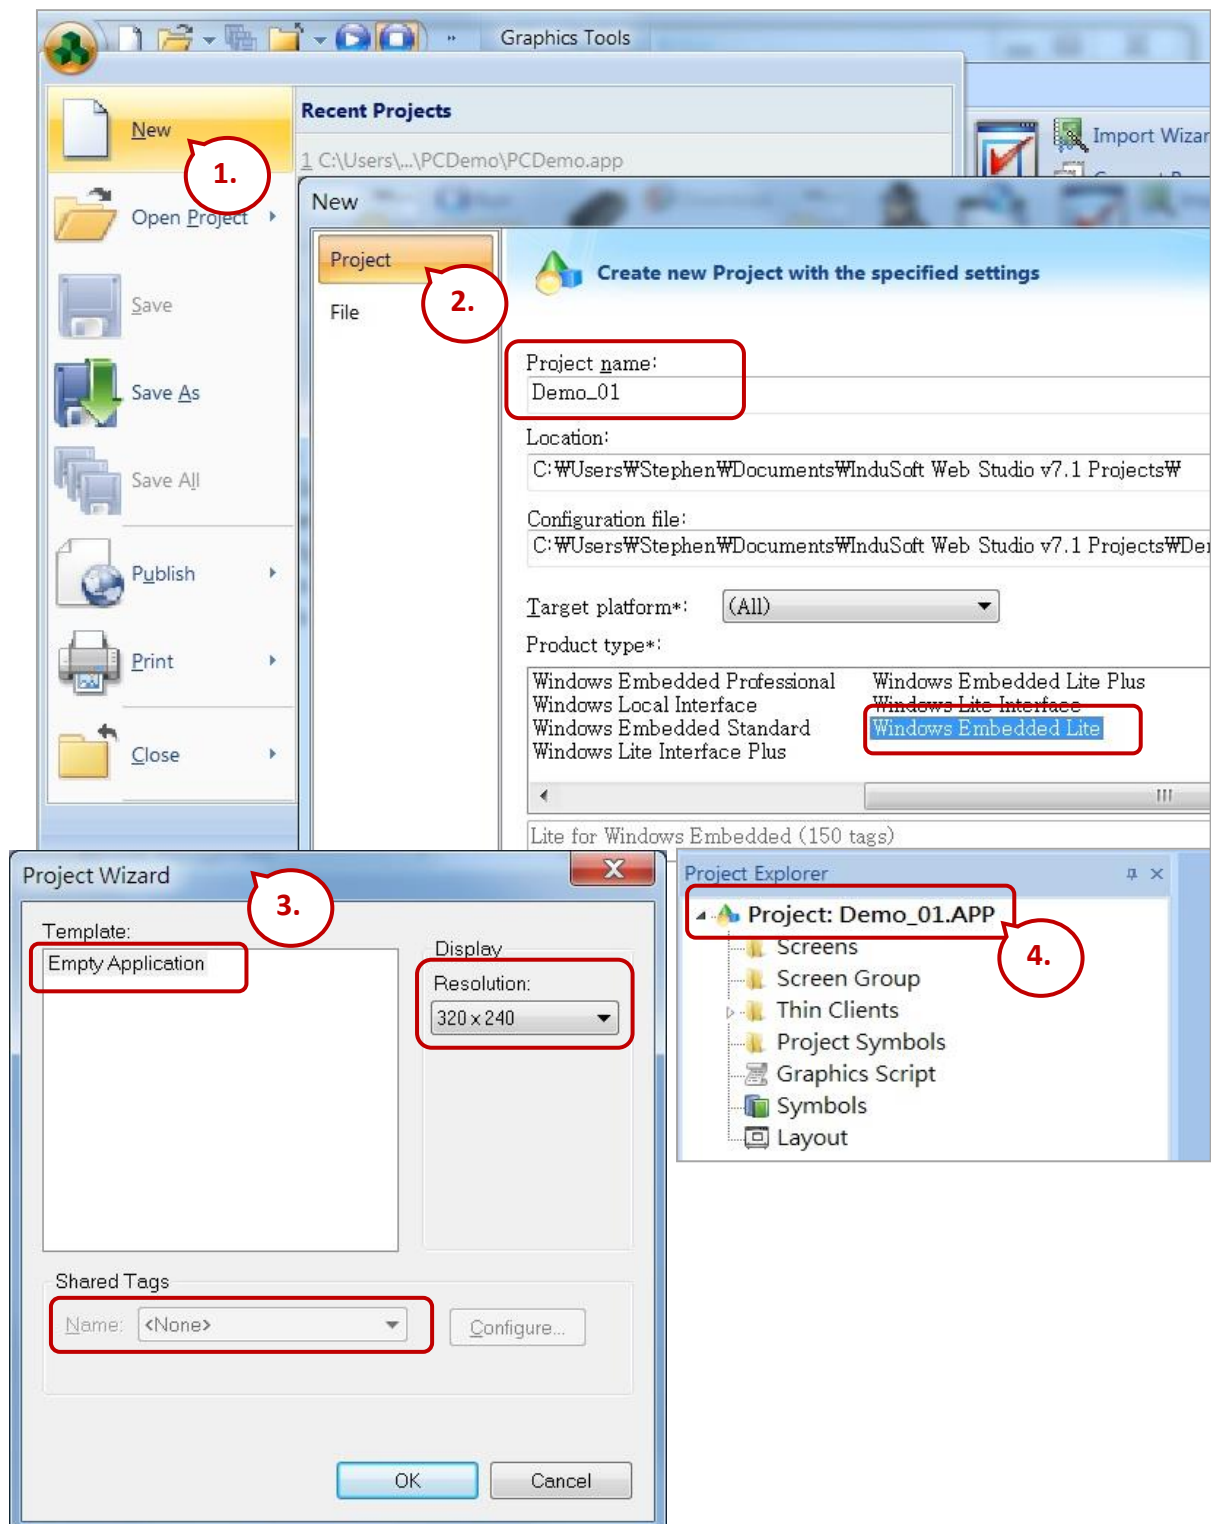 Graphics Tools
New
1.
Open Project
Save
Save As
Save All
Publish
Print
Close
Recent Projects
1 C:\Users\...\PCDemo\PCDemo.app
Import Wizar
New
Project
2.
File
Create new Project with the specified settings
Project name:
Demo_01
Location:
C:₩Users₩Stephen₩Documents₩InduSoft Web Studio v7.1 Projects₩
Configuration file:
C:₩Users₩Stephen₩Documents₩InduSoft Web Studio v7.1 Projects₩Der
Target platform*: (All)
Product type*:
Windows Embedded Professional Windows Embedded Lite Plus
Windows Local Interface Windows Lite Interface
Windows Embedded Standard Windows Embedded Lite
Windows Lite Interface Plus
Lite for Windows Embedded (150 tags)
Project Wizard
3.
Template:
Empty Application
Display
Resolution:
320 x 240
Shared Tags
Name: <None>
Configure...
OK Cancel
Project Explorer
Project: Demo_01.APP
4.
Screens
Screen Group
Thin Clients
Project Symbols
Graphics Script
Symbols
Layout